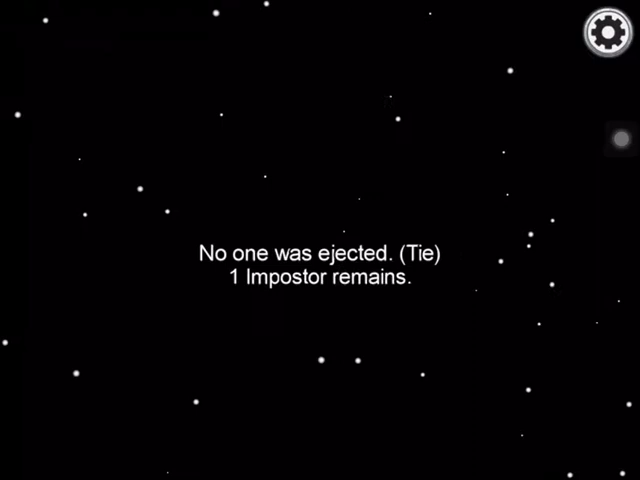 No one was ejected. (Tie)
1 Impostor remains.